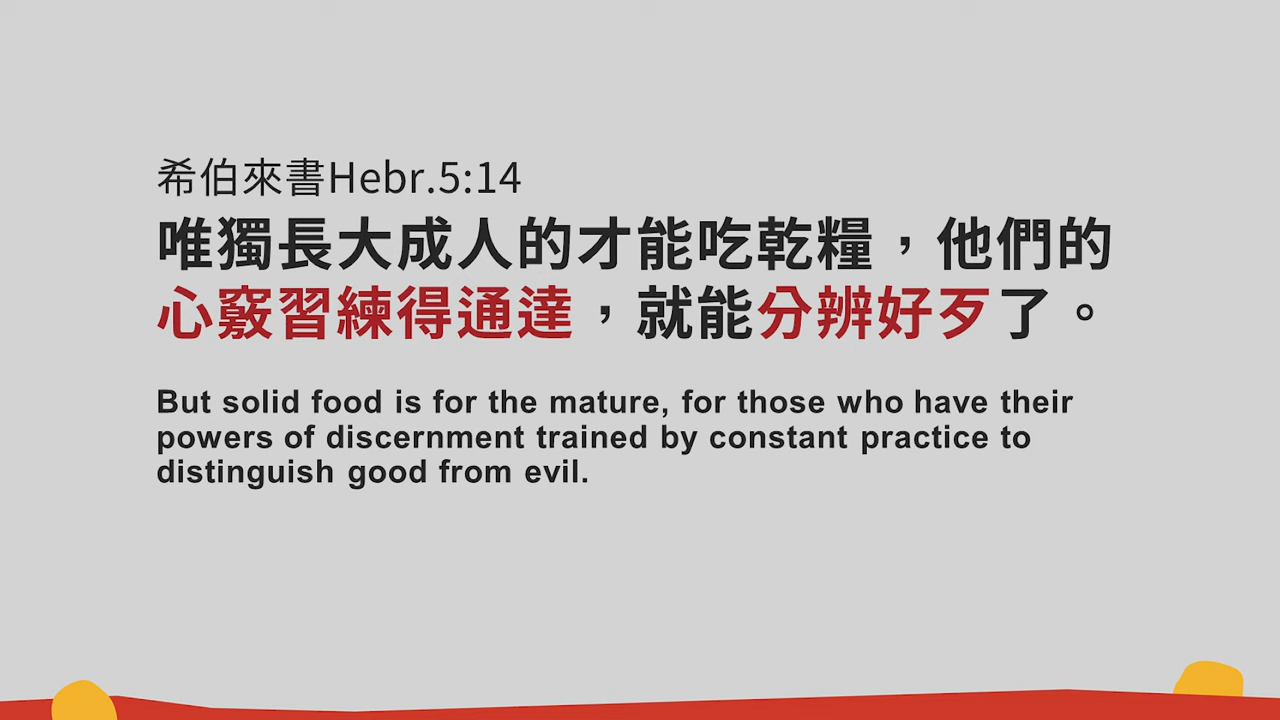 希伯來書Hebr.5:14
唯獨長大成人的才能吃乾糧，他們的
心竅習練得通達，就能分辨好歹了。
But solid food is for the mature, for those who have their
powers of discernment trained by constant practice to
distinguish good from evil.